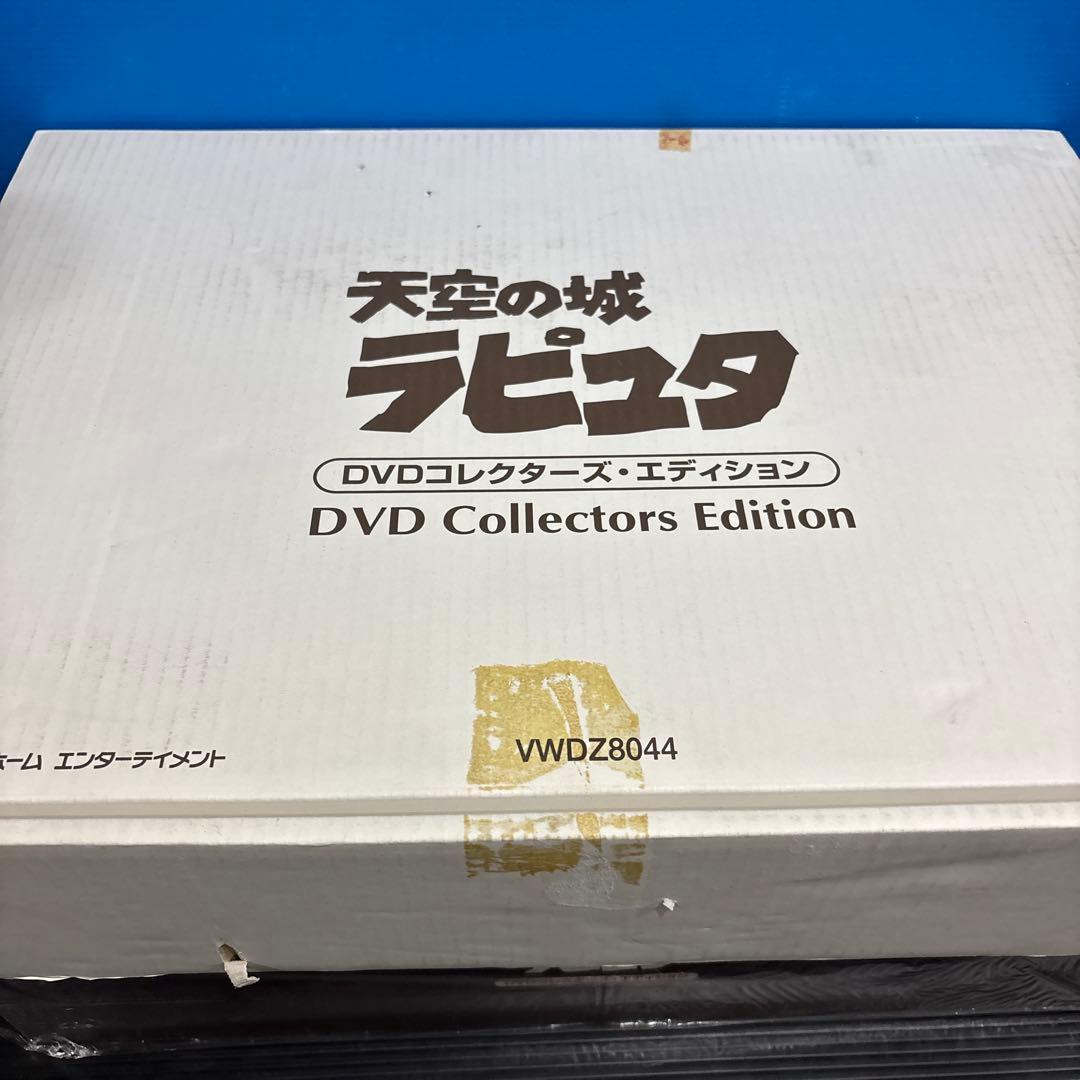 天空の城
ラピュタ
DVDコレクターズ・エディション
DVD Collectors Edition
ホーム エンターテイメント
VWDZ8044